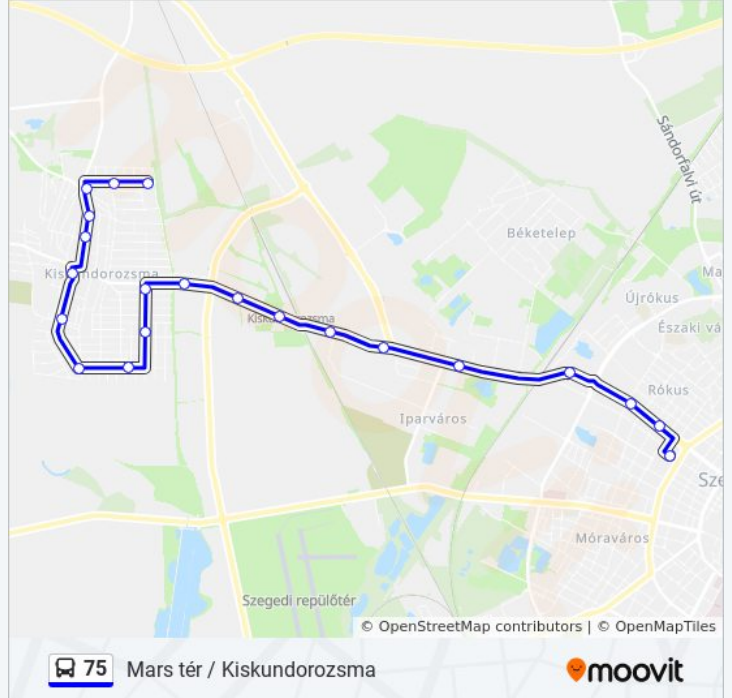 Sándorfalvi út
Béketelep
Kiskundorozsma
Ma
Újrókus
Kiskundorozsma
Északi vá
Rókus
Iparváros
Sze
Móraváros
Szegedi repülőtér
© OpenStreetMap contributors | © OpenMapTiles
75 Mars tér / Kiskundorozsma
moovit